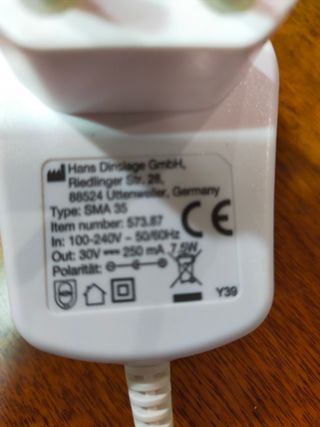 Hans Dinslage GmbH,
Riedlinger Str. 28,
88524 Uttenweiler, Germany
Type: SMA 35
Item number: 573.87
In: 100-240V ~ 50/60Hz
Out: 30V ⎓ 250 mA 7.5W
Polarität:
CE
Y39